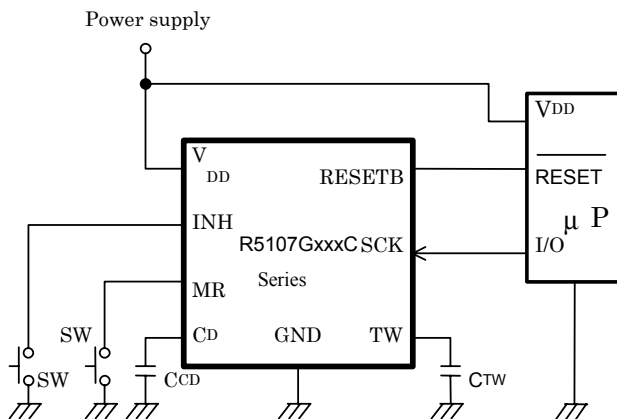 Power supply
VDD
VDD
RESETB
RESET
INH
μ P
R5107GxxxC
SCK
I/O
Series
MR
SW
CD
GND
TW
SW
CCD
CTW